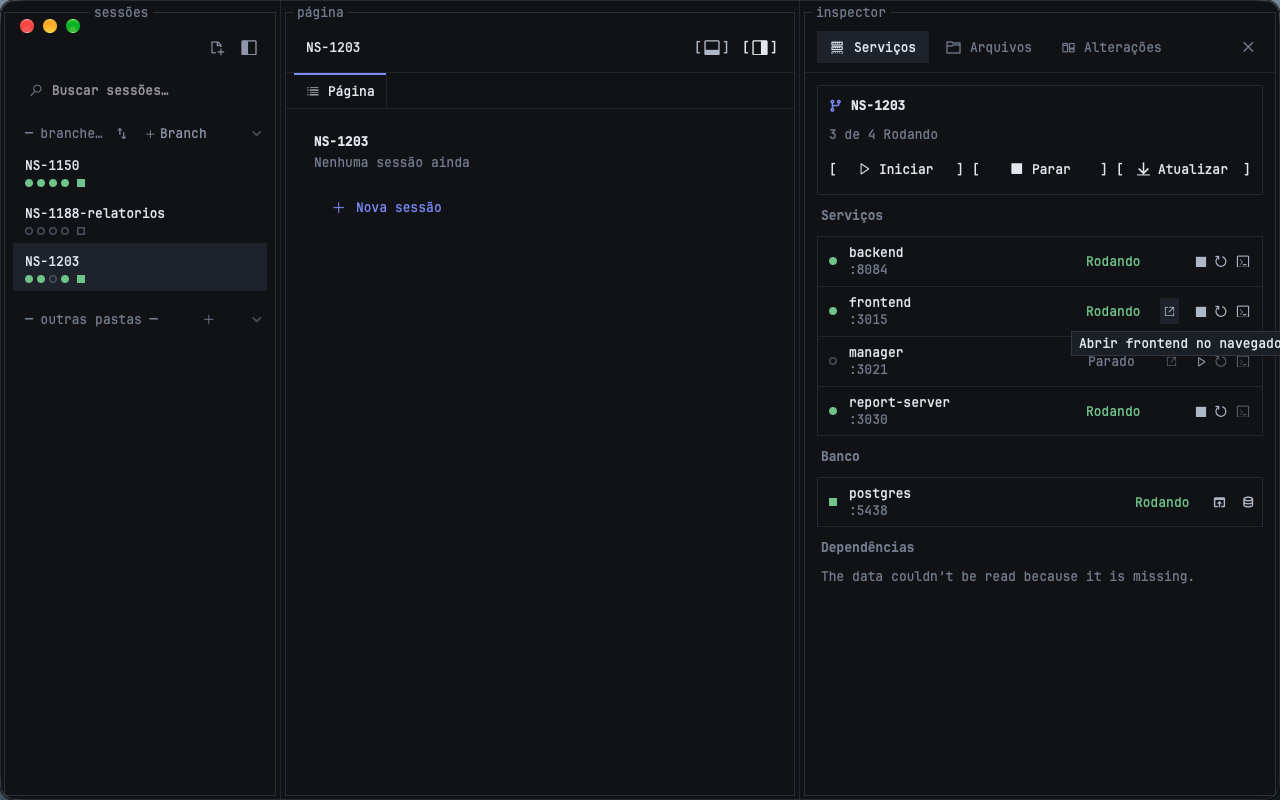 sessões
Buscar sessões…
— branche… + Branch
NS-1150
NS-1188-relatorios
NS-1203
— outras pastas — +
página
NS-1203
[ ] [ ]
Página
NS-1203
Nenhuma sessão ainda
+ Nova sessão
inspector
Serviços Arquivos Alterações
NS-1203
3 de 4 Rodando
[ Iniciar ] [ Parar ] [ Atualizar ]
Serviços
backend
:8084
Rodando
frontend
:3015
Rodando
Abrir frontend no navegado
manager
:3021
Parado
report-server
:3030
Rodando
Banco
postgres
:5438
Rodando
Dependências
The data couldn’t be read because it is missing.